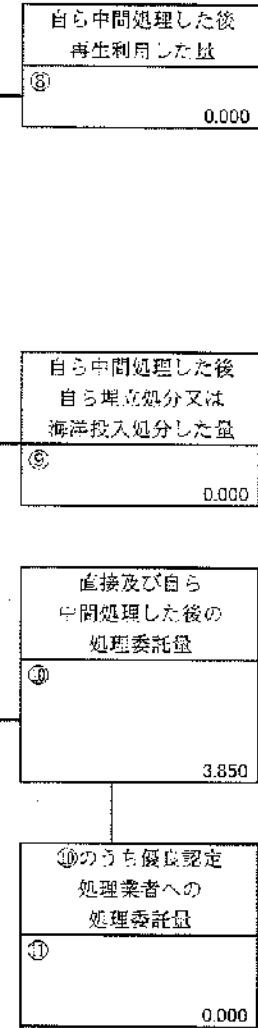 自ら中間処理した後
再生利用した量
⑧
0.000
自ら中間処理した後
自ら埋立処分又は
海洋投入処分した量
⑨
0.000
直接及び自ら
中間処理した後の
処理委託量
⑩
3.850
⑩のうち優良認定
処理業者への
処理委託量
⑪
0.000